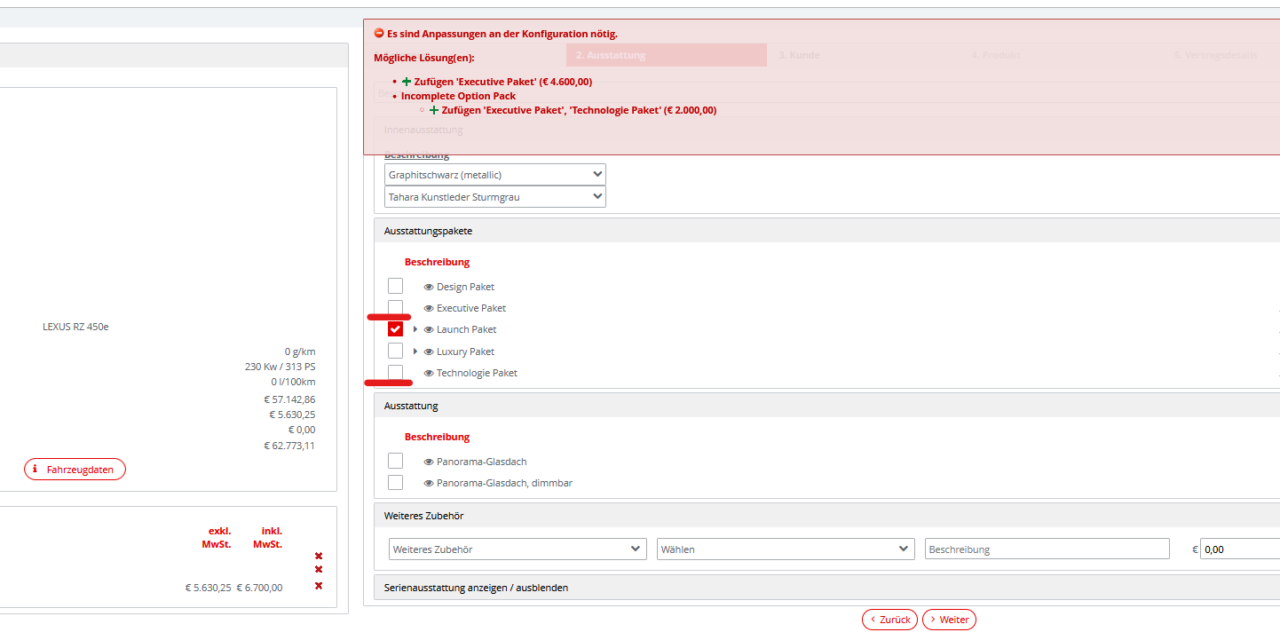 Es sind Anpassungen an der Konfiguration nötig.
2. Ausstattung
3. Kunde
4. Produkt
5. Vertragsdetails
Mögliche Lösung(en):
Zufügen 'Executive Paket' (€ 4.600,00)
Incomplete Option Pack
Zufügen 'Executive Paket', 'Technologie Paket' (€ 2.000,00)
Innenausstattung
Beschreibung
Graphitschwarz (metallic)
Tahara Kunstleder Sturmgrau
Ausstattungspakete
Beschreibung
Design Paket
Executive Paket
Launch Paket
Luxury Paket
Technologie Paket
Ausstattung
Beschreibung
Panorama-Glasdach
Panorama-Glasdach, dimmbar
Weiteres Zubehör
Weiteres Zubehör
Wählen
Beschreibung
€ 0,00
Serienausstattung anzeigen / ausblenden
Zurück
Weiter
LEXUS RZ 450e
0 g/km
230 Kw / 313 PS
0 l/100km
€ 57.142,86
€ 5.630,25
€ 0,00
€ 62.773,11
Fahrzeugdaten
exkl. MwSt.
inkl. MwSt.
€ 5.630,25 € 6.700,00